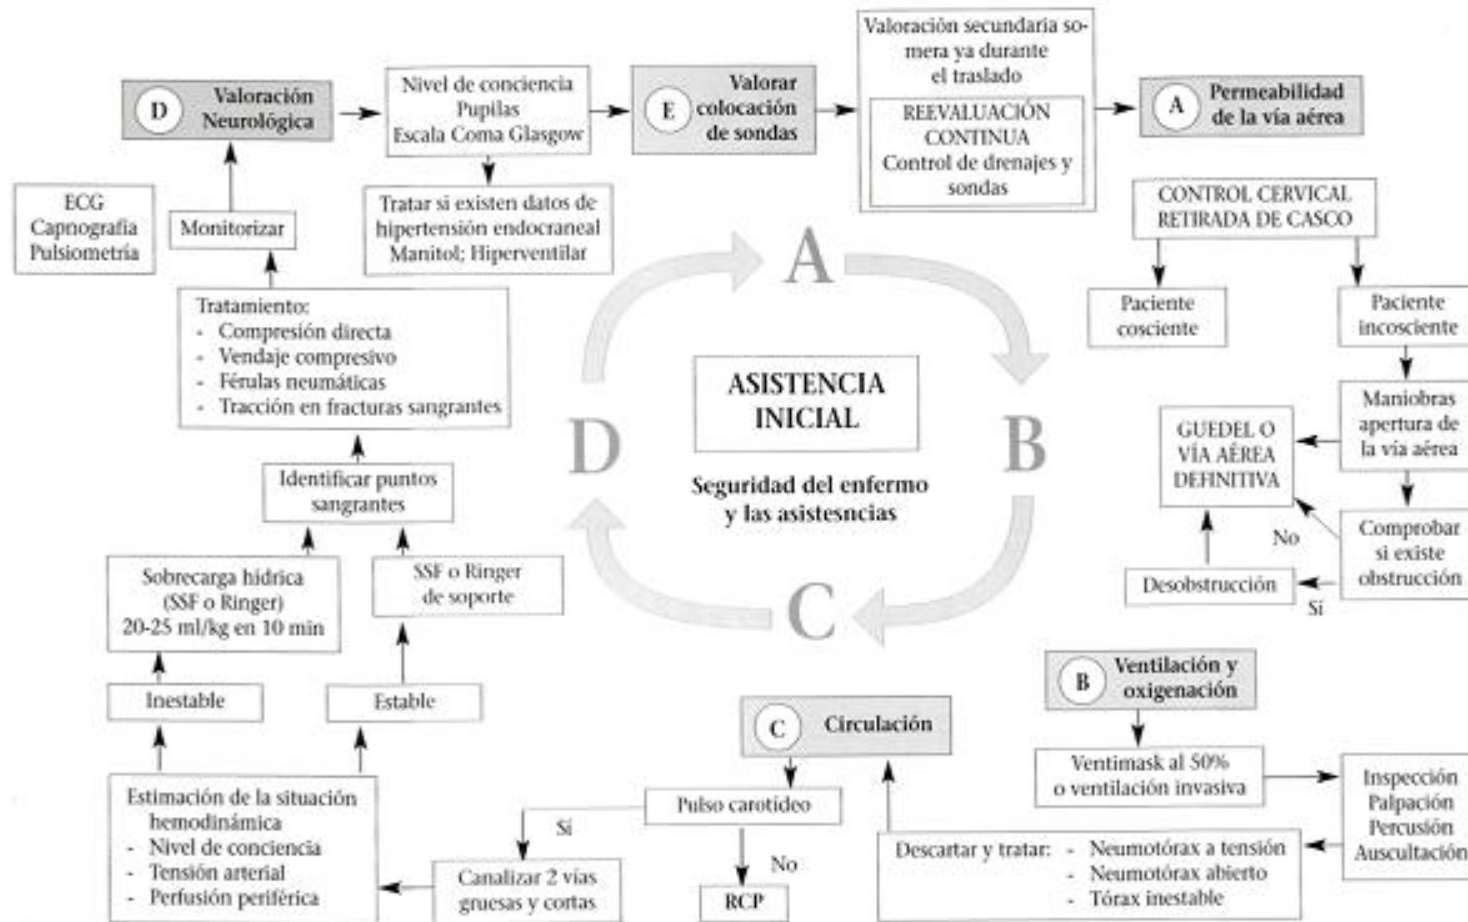 D
Valoración
Neurológica
Nivel de conciencia
Pupilas
Escala Coma Glasgow
E
Valorar
colocación
de sondas
Valoración secundaria so-
mera ya durante
el traslado
REEVALUACIÓN
CONTINUA
Control de drenajes y
sondas
A
Permeabilidad
de la vía aérea
ECG
Capnografía
Pulsiometría
Monitorizar
Tratar si existen datos de
hipertensión endocraneal
Manitol; Hiperventilar
CONTROL CERVICAL
RETIRADA DE CASCO
Paciente
cosciente
Paciente
incosciente
Maniobras
apertura de
la vía aérea
GUEDEL O
VÍA AÉREA
DEFINITIVA
Comprobar
si existe
obstrucción
No
Sí
Desobstrucción
Tratamiento:
- Compresión directa
- Vendaje compresivo
- Férulas neumáticas
- Tracción en fracturas sangrantes
Identificar puntos
sangrantes
Sobrecarga hídrica
(SSF o Ringer)
20-25 ml/kg en 10 min
SSF o Ringer
de soporte
Inestable
Estable
A
B
C
D
ASISTENCIA
INICIAL
Seguridad del enfermo
y las asistesncias
B
Ventilación y
oxigenación
Ventimask al 50%
o ventilación invasiva
Inspección
Palpación
Percusión
Auscultación
Descartar y tratar:
- Neumotórax a tensión
- Neumotórax abierto
- Tórax inestable
C
Circulación
Pulso carotídeo
Sí
No
RCP
Canalizar 2 vías
gruesas y cortas
Estimación de la situación
hemodinámica
- Nivel de conciencia
- Tensión arterial
- Perfusión periférica